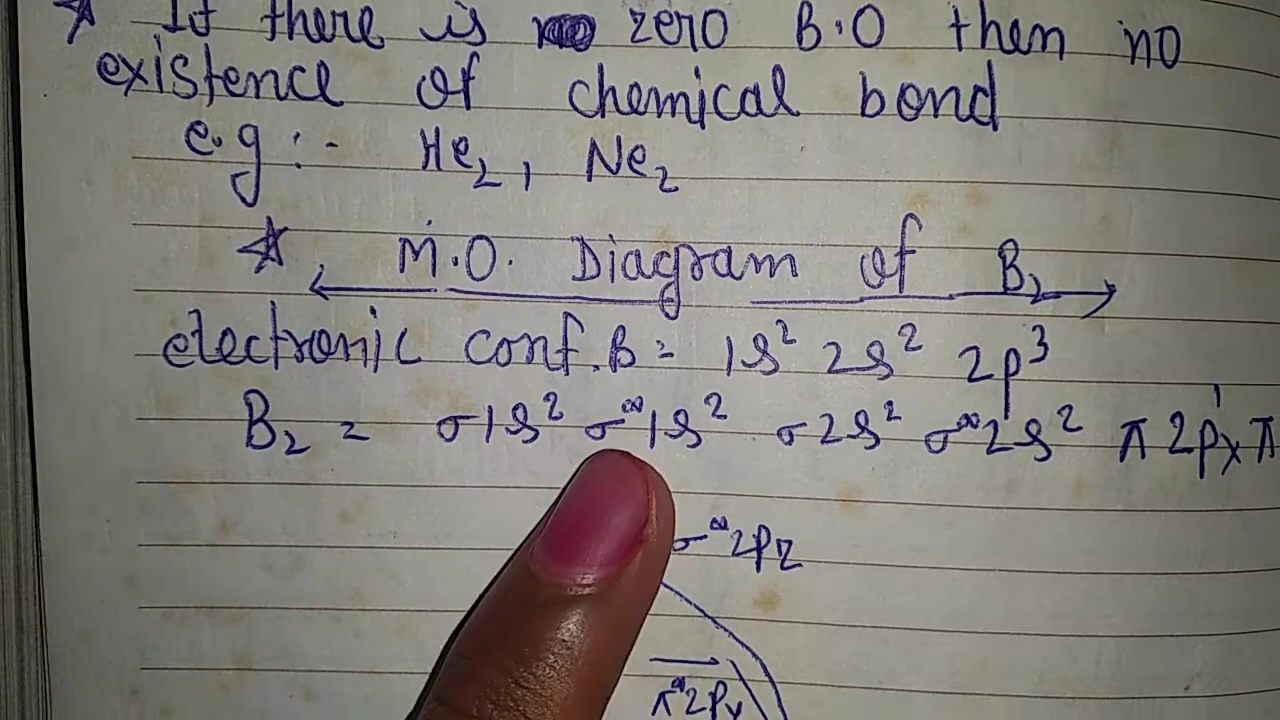 ☆ If there is zero B.O then no
existence of chemical bond
e.g :- He₂, Ne₂
☆, M.O. Diagram of B₂
electronic conf. B = 1s² 2s² 2p³
B₂ = σ1s² σ*1s² σ2s² σ*2s² π2px¹ π
σ*2pz
π*2py